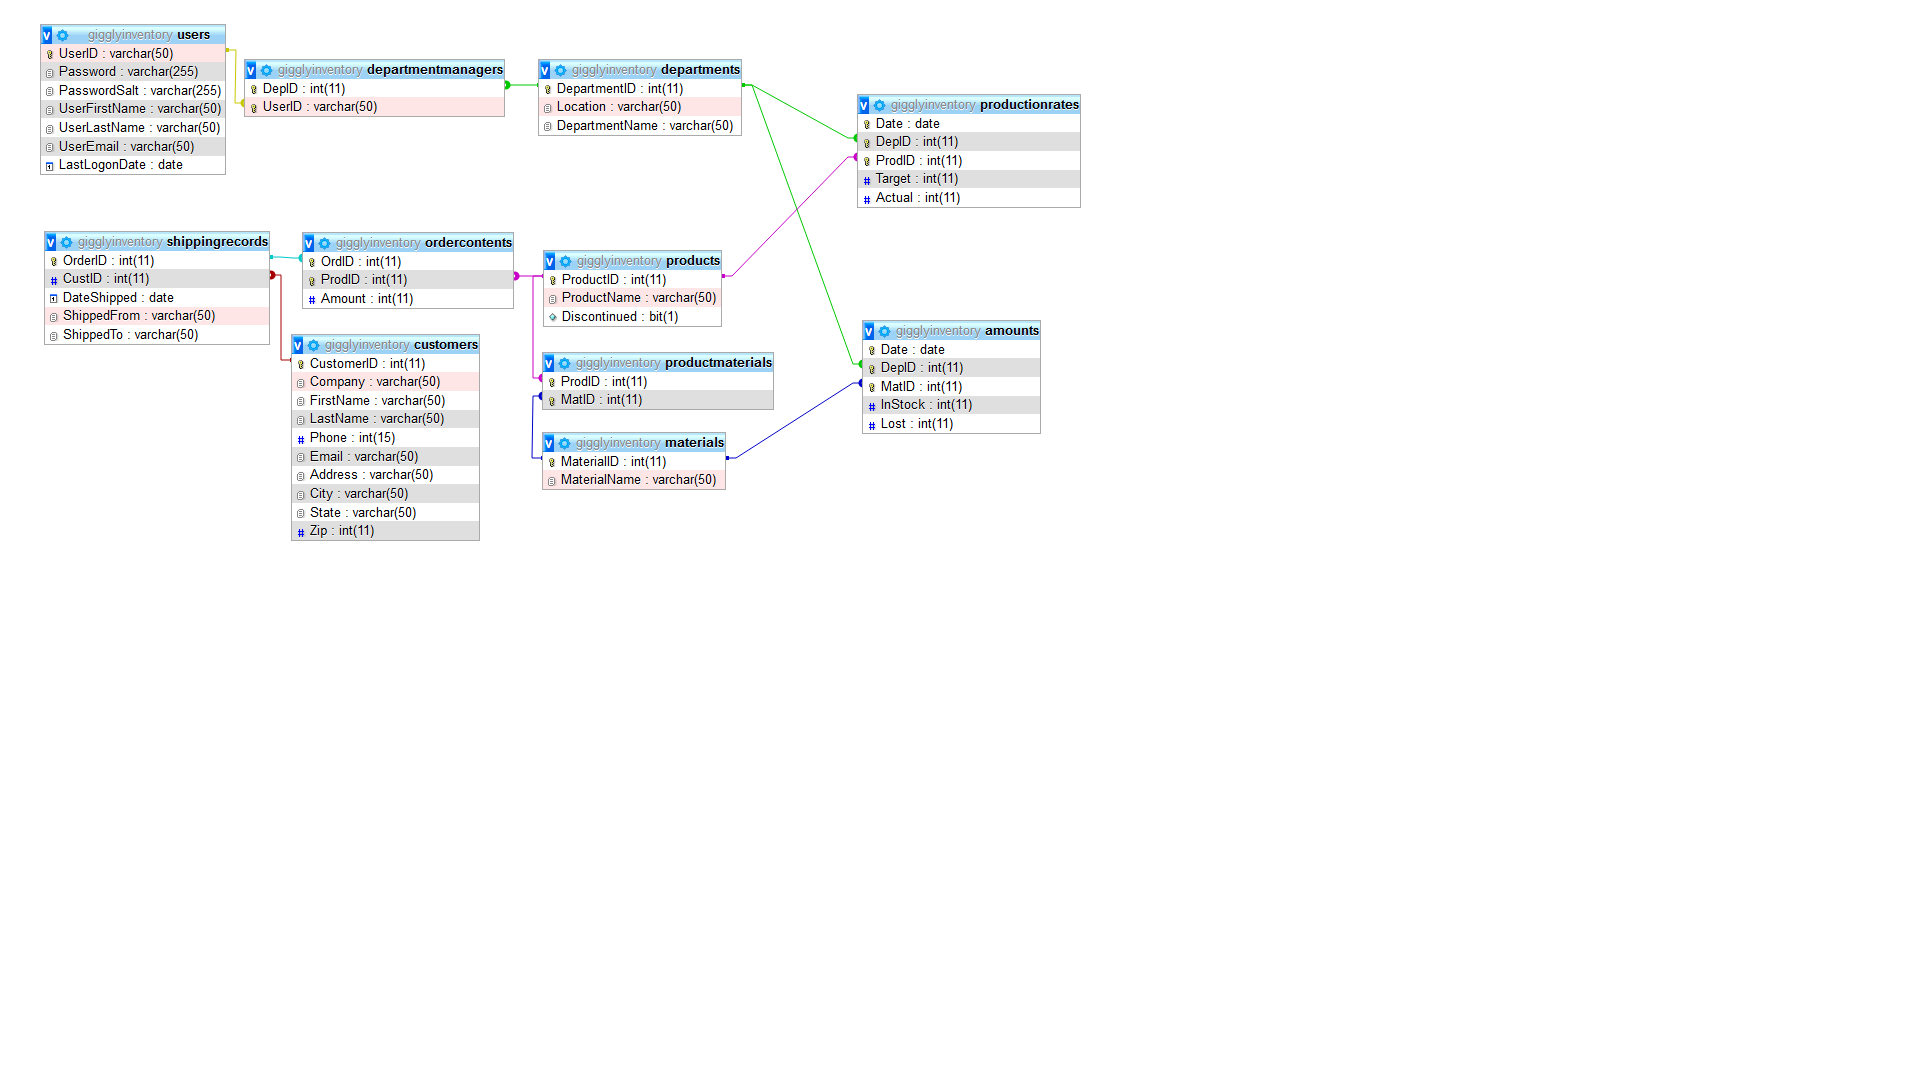 v gigglyinventory users
UserID : varchar(50)
Password : varchar(255)
PasswordSalt : varchar(255)
UserFirstName : varchar(50)
UserLastName : varchar(50)
UserEmail : varchar(50)
LastLogonDate : date
v gigglyinventory departmentmanagers
DepID : int(11)
UserID : varchar(50)
v gigglyinventory departments
DepartmentID : int(11)
Location : varchar(50)
DepartmentName : varchar(50)
v gigglyinventory productionrates
Date : date
DepID : int(11)
ProdID : int(11)
# Target : int(11)
# Actual : int(11)
v gigglyinventory shippingrecords
OrderID : int(11)
# CustID : int(11)
DateShipped : date
ShippedFrom : varchar(50)
ShippedTo : varchar(50)
v gigglyinventory ordercontents
OrdID : int(11)
ProdID : int(11)
# Amount : int(11)
v gigglyinventory products
ProductID : int(11)
ProductName : varchar(50)
Discontinued : bit(1)
v gigglyinventory customers
CustomerID : int(11)
Company : varchar(50)
FirstName : varchar(50)
LastName : varchar(50)
# Phone : int(15)
Email : varchar(50)
Address : varchar(50)
City : varchar(50)
State : varchar(50)
# Zip : int(11)
v gigglyinventory productmaterials
ProdID : int(11)
MatID : int(11)
v gigglyinventory materials
MaterialID : int(11)
MaterialName : varchar(50)
v gigglyinventory amounts
Date : date
DepID : int(11)
MatID : int(11)
# InStock : int(11)
# Lost : int(11)